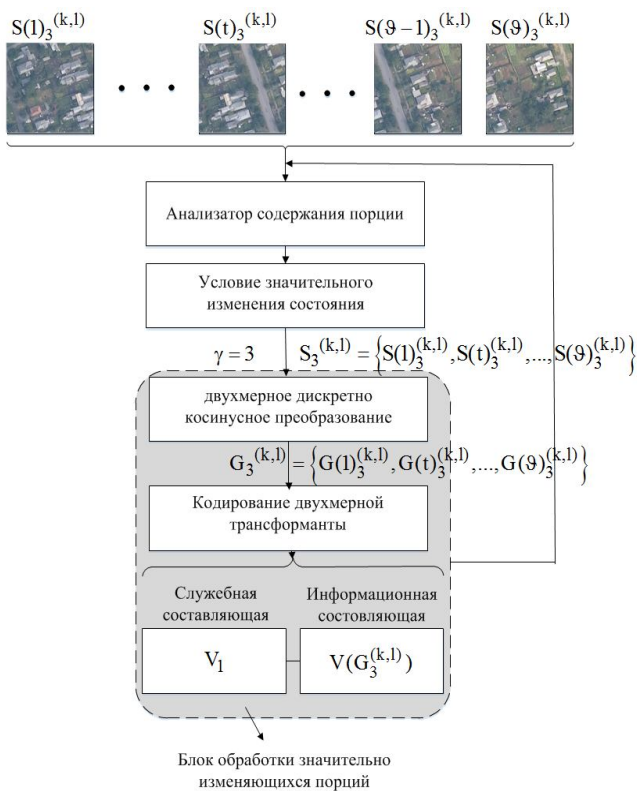 S(1)₃^(k,l) S(t)₃^(k,l) S(ϑ−1)₃^(k,l) S(ϑ)₃^(k,l)
Анализатор содержания порции
Условие значительного
изменения состояния
γ = 3 S₃^(k,l) = {S(1)₃^(k,l), S(t)₃^(k,l),..., S(ϑ)₃^(k,l)}
двухмерное дискретно
косинусное преобразование
G₃^(k,l) = {G(1)₃^(k,l), G(t)₃^(k,l),..., G(ϑ)₃^(k,l)}
Кодирование двухмерной
трансформанты
Служебная
составляющая
Информационная
состовляющая
V₁
V(G₃^(k,l))
Блок обработки значительно
изменяющихся порций